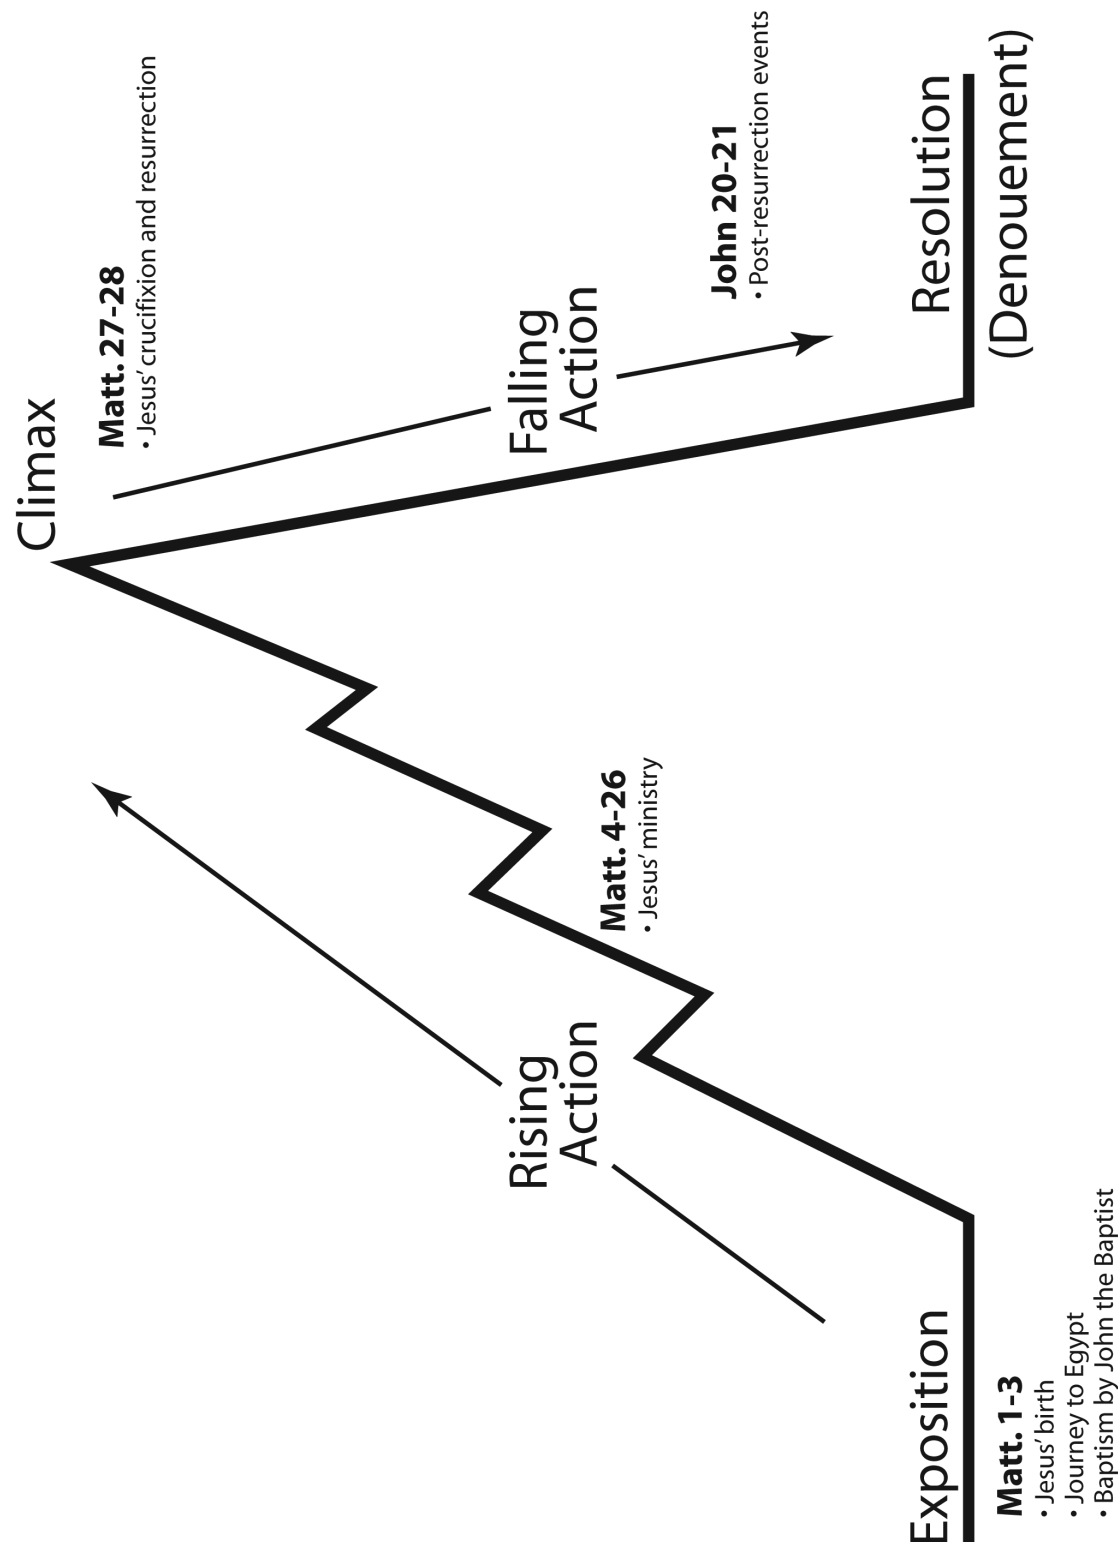 Climax
Matt. 27-28
• Jesus’ crucifixion and resurrection
Rising
Action
Falling
Action
Matt. 4-26
• Jesus’ ministry
John 20-21
• Post-resurrection events
Exposition
Matt. 1-3
• Jesus’ birth
• Journey to Egypt
• Baptism by John the Baptist
Resolution
(Denouement)